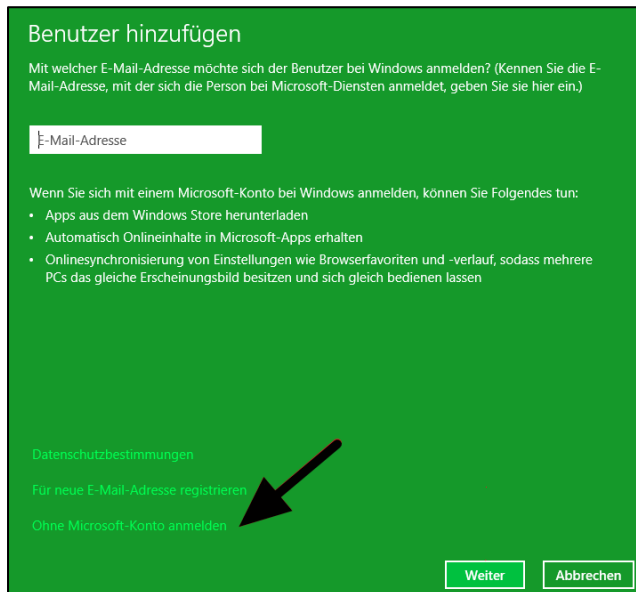 Benutzer hinzufügen
Mit welcher E-Mail-Adresse möchte sich der Benutzer bei Windows anmelden? (Kennen Sie die E-
Mail-Adresse, mit der sich die Person bei Microsoft-Diensten anmeldet, geben Sie sie hier ein.)
E-Mail-Adresse
Wenn Sie sich mit einem Microsoft-Konto bei Windows anmelden, können Sie Folgendes tun:
• Apps aus dem Windows Store herunterladen
• Automatisch Onlineinhalte in Microsoft-Apps erhalten
• Onlinesynchronisierung von Einstellungen wie Browserfavoriten und -verlauf, sodass mehrere
PCs das gleiche Erscheinungsbild besitzen und sich gleich bedienen lassen
Datenschutzbestimmungen
Für neue E-Mail-Adresse registrieren
Ohne Microsoft-Konto anmelden
Weiter Abbrechen